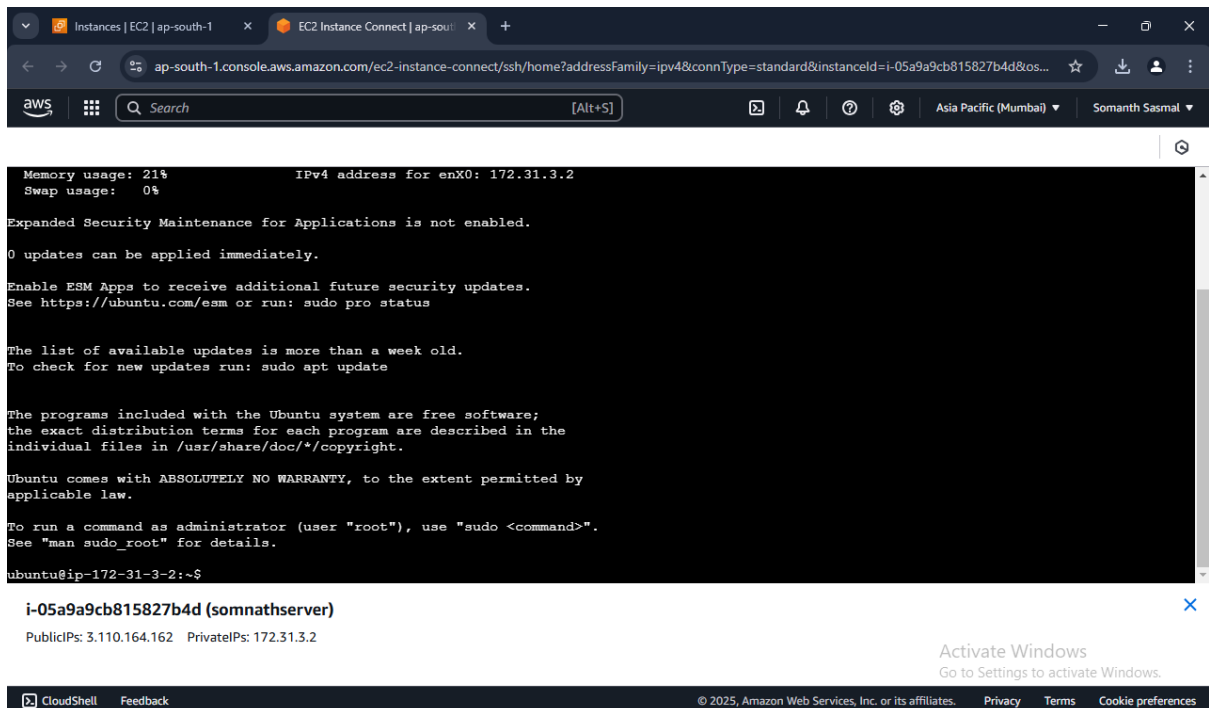 Instances | EC2 | ap-south-1
EC2 Instance Connect | ap-sout
ap-south-1.console.aws.amazon.com/ec2-instance-connect/ssh/home?addressFamily=ipv4&connType=standard&instanceId=i-05a9a9cb815827b4d&os...
aws Search [Alt+S] Asia Pacific (Mumbai) Somanth Sasmal
Memory usage: 21% IPv4 address for enX0: 172.31.3.2
Swap usage: 0%
Expanded Security Maintenance for Applications is not enabled.
0 updates can be applied immediately.
Enable ESM Apps to receive additional future security updates.
See https://ubuntu.com/esm or run: sudo pro status
The list of available updates is more than a week old.
To check for new updates run: sudo apt update
The programs included with the Ubuntu system are free software;
the exact distribution terms for each program are described in the
individual files in /usr/share/doc/*/copyright.
Ubuntu comes with ABSOLUTELY NO WARRANTY, to the extent permitted by
applicable law.
To run a command as administrator (user "root"), use "sudo <command>".
See "man sudo_root" for details.
ubuntu@ip-172-31-3-2:~$
i-05a9a9cb815827b4d (somnathserver)
PublicIPs: 3.110.164.162 PrivateIPs: 172.31.3.2
Activate Windows
Go to Settings to activate Windows.
CloudShell Feedback © 2025, Amazon Web Services, Inc. or its affiliates. Privacy Terms Cookie preferences